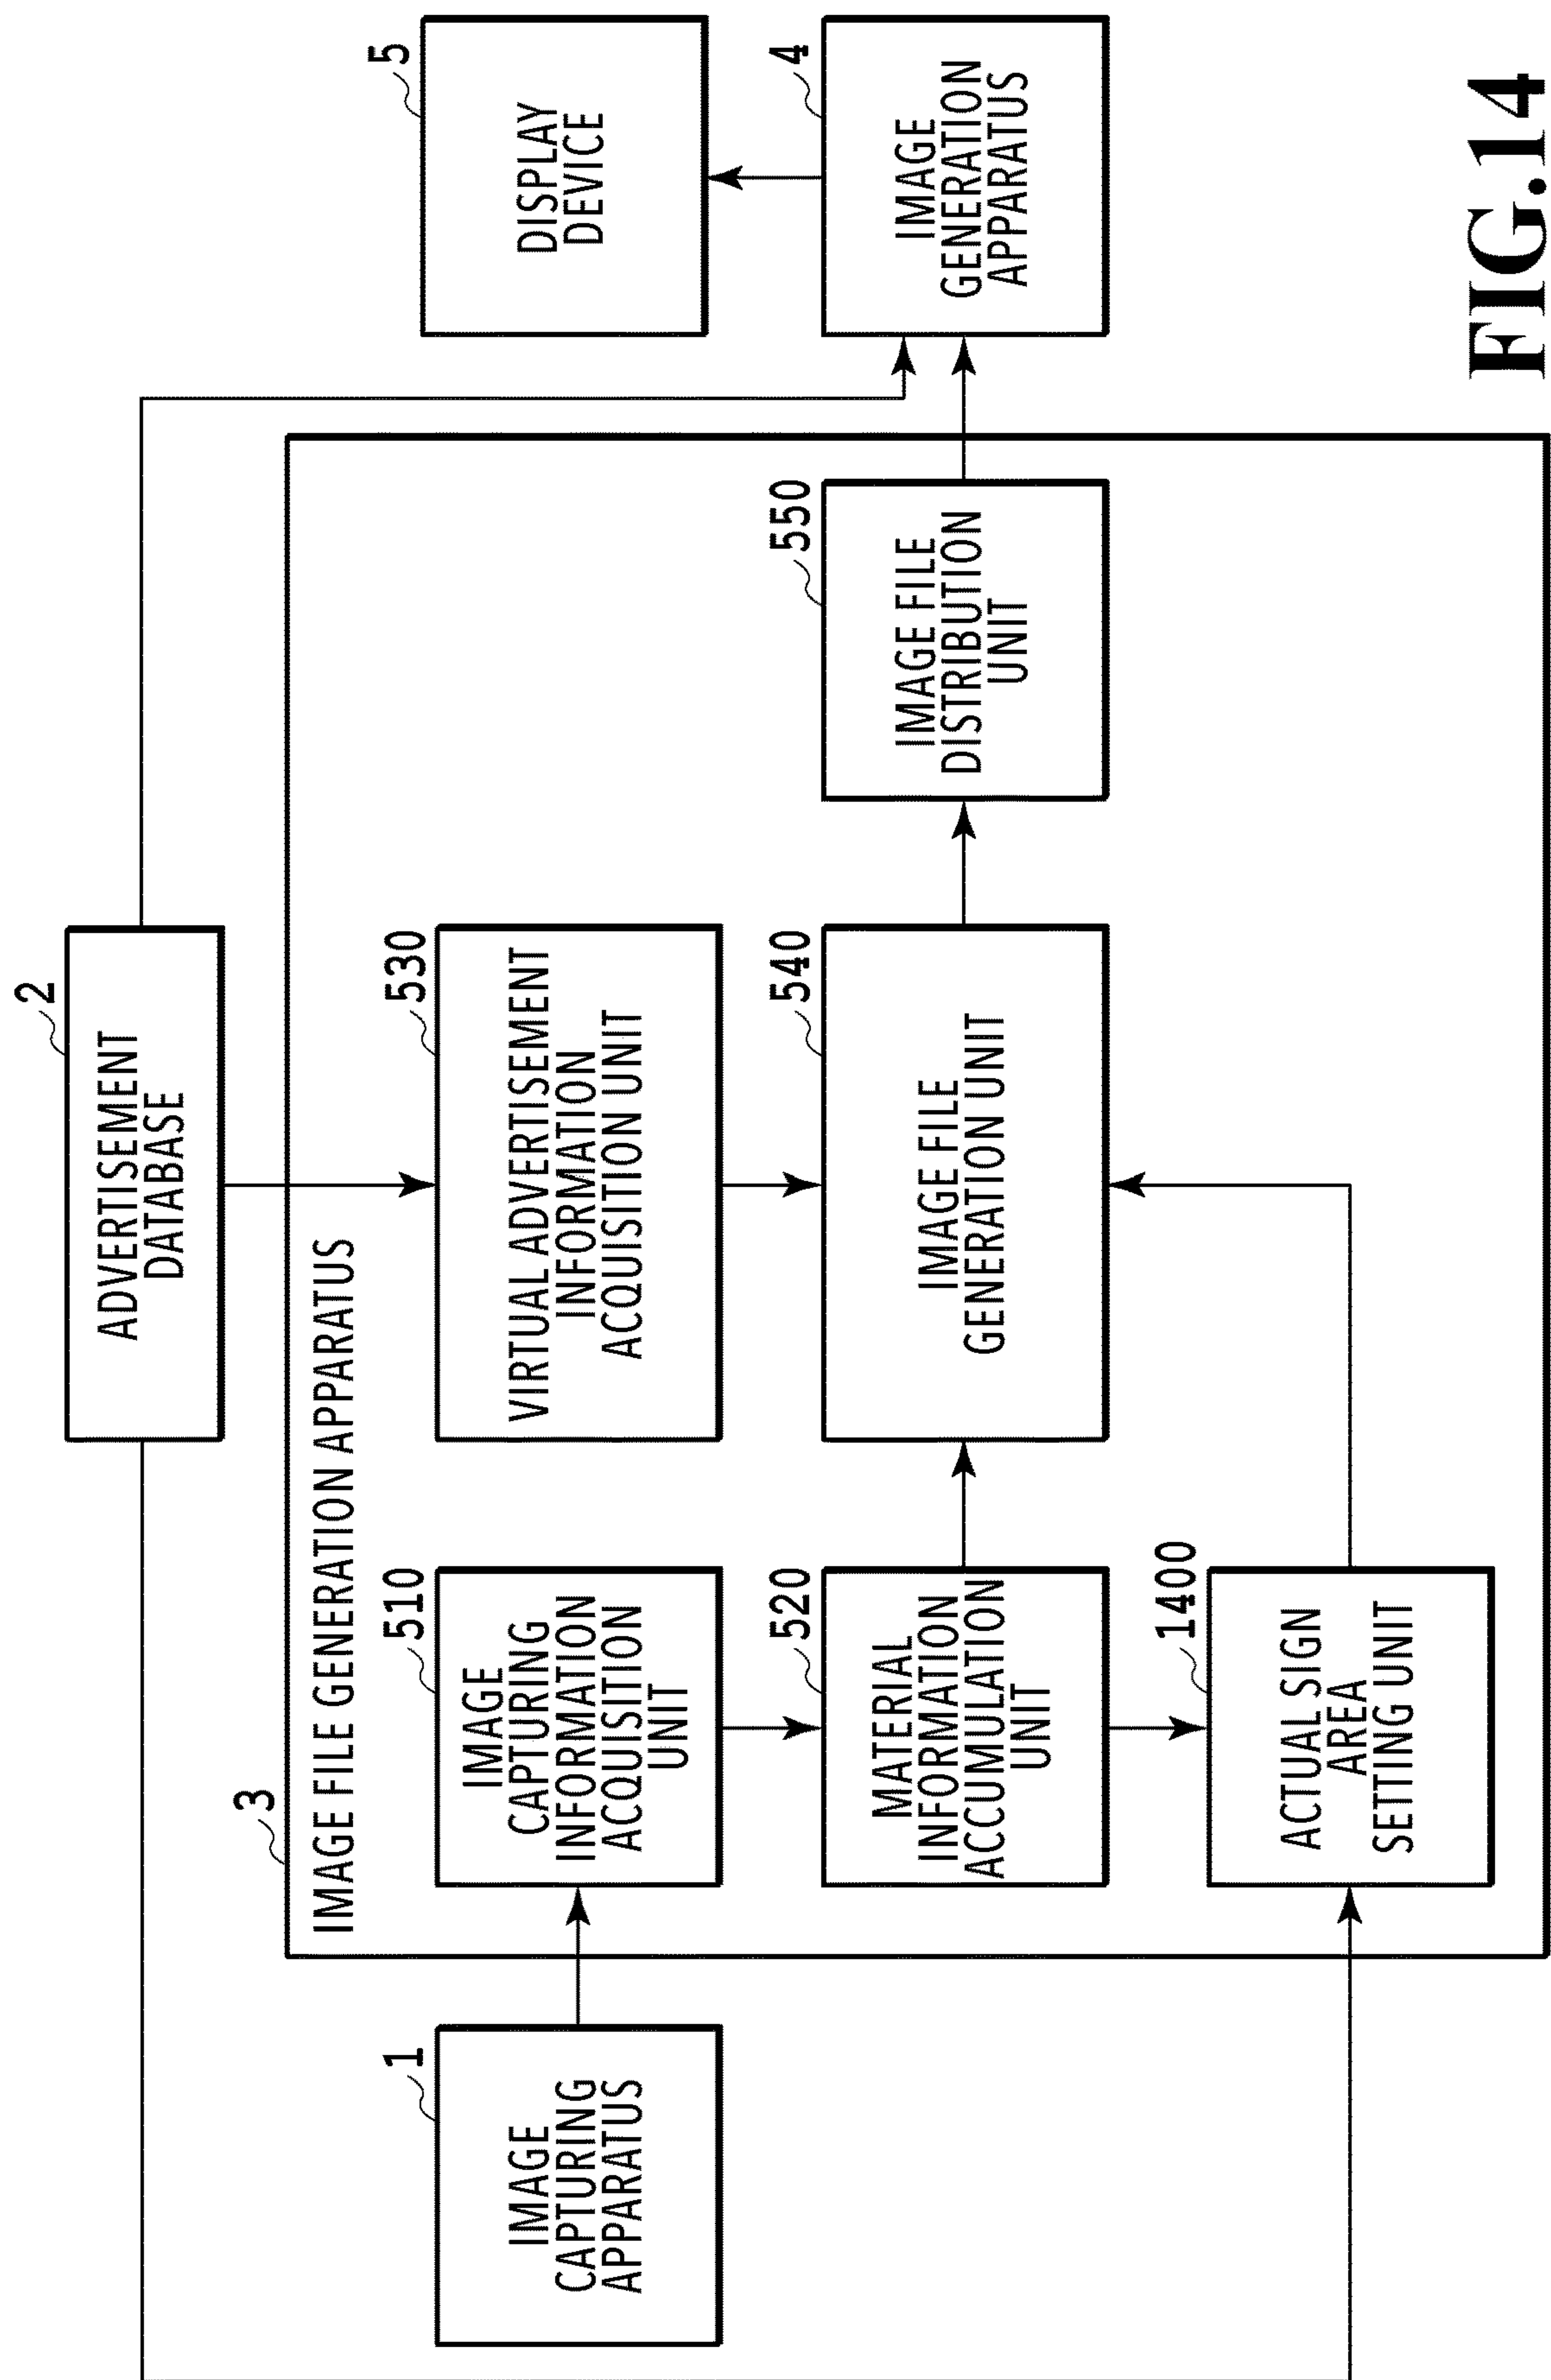 2
ADVERTISEMENT
DATABASE
3
IMAGE FILE GENERATION APPARATUS
1
IMAGE
CAPTURING
APPARATUS
510
IMAGE
CAPTURING
INFORMATION
ACQUISITION
UNIT
530
VIRTUAL ADVERTISEMENT
INFORMATION
ACQUISITION UNIT
5
DISPLAY
DEVICE
520
MATERIAL
INFORMATION
ACCUMULATION
UNIT
540
IMAGE FILE
GENERATION UNIT
550
IMAGE FILE
DISTRIBUTION
UNIT
4
IMAGE
GENERATION
APPARATUS
1400
ACTUAL SIGN
AREA
SETTING UNIT
FIG.14